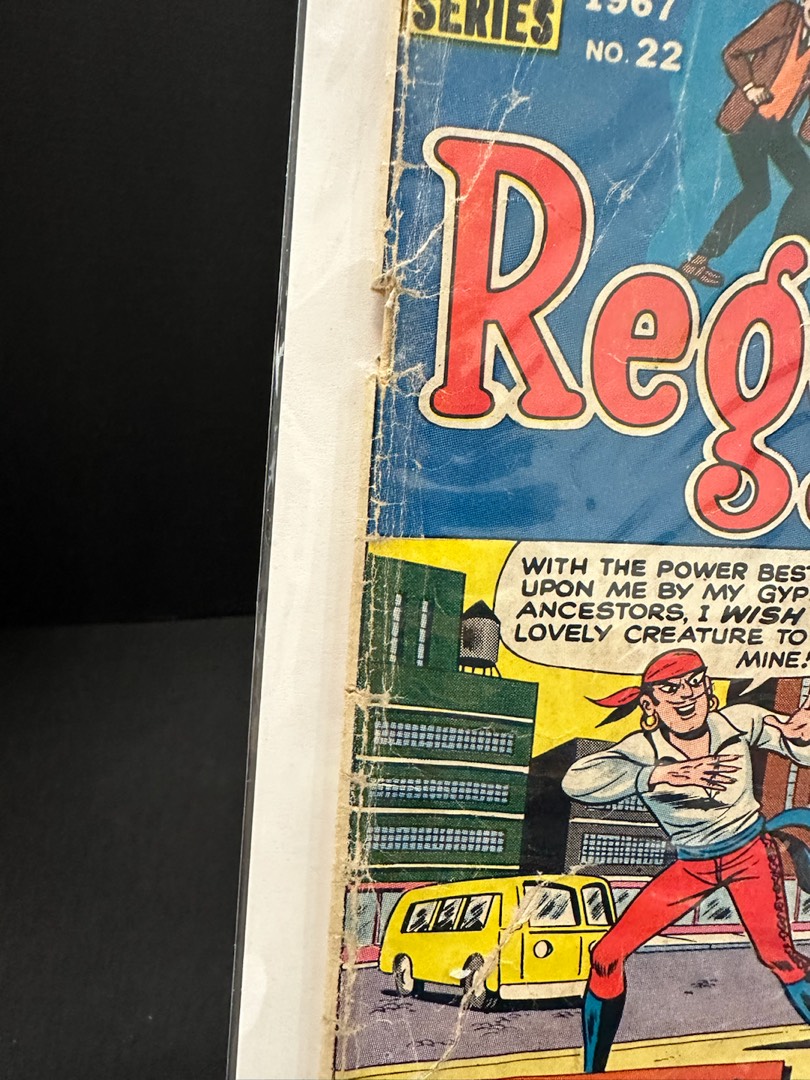 SERIES
1967
NO. 22
Reg
WITH THE POWER BEST
UPON ME BY MY GYP
ANCESTORS, I WISH
LOVELY CREATURE TO
MINE!